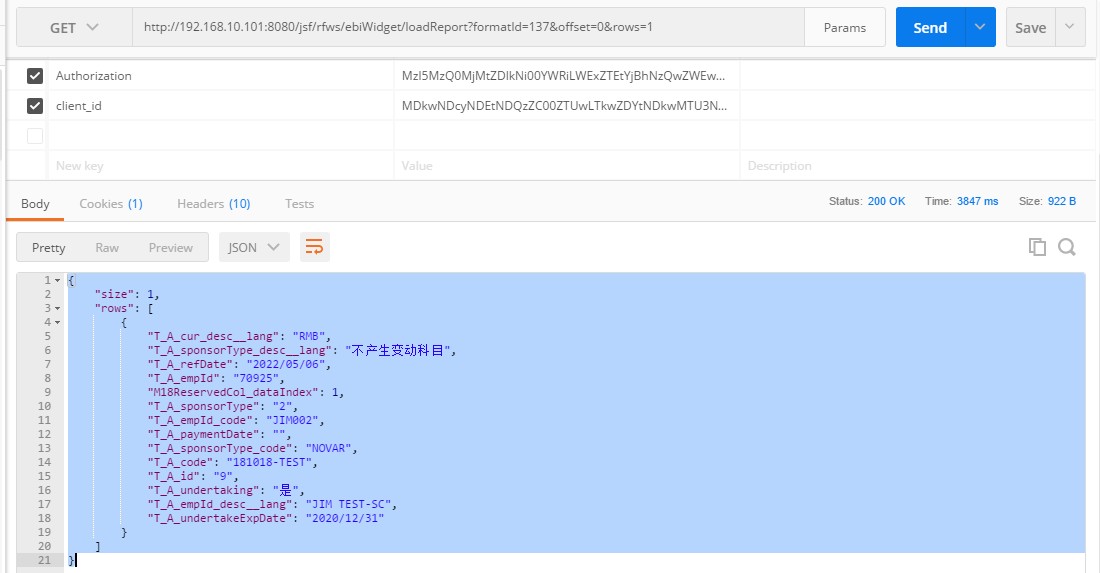 GET http://192.168.10.101:8080/jsf/rfws/ebiWidget/loadReport?formatId=137&offset=0&rows=1 Params Send Save
Authorization MzI5MzQ0MjMtZDlkNi00YWRiLWExZTEtYjBhNzQwZWEw...
client_id MDkwNDcyNDEtNDQzZC00ZTUwLTkwZDYtNDkwMTU3N...
New key Value Description
Body Cookies (1) Headers (10) Tests Status: 200 OK Time: 3847 ms Size: 922 B
Pretty Raw Preview JSON
1 {
2 "size": 1,
3 "rows": [
4 {
5 "T_A_cur_desc__lang": "RMB",
6 "T_A_sponsorType_desc__lang": "不产生变动科目",
7 "T_A_refDate": "2022/05/06",
8 "T_A_empId": "70925",
9 "M18ReservedCol_dataIndex": 1,
10 "T_A_sponsorType": "2",
11 "T_A_empId_code": "JIM002",
12 "T_A_paymentDate": "",
13 "T_A_sponsorType_code": "NOVAR",
14 "T_A_code": "181018-TEST",
15 "T_A_id": "9",
16 "T_A_undertaking": "是",
17 "T_A_empId_desc__lang": "JIM TEST-SC",
18 "T_A_undertakeExpDate": "2020/12/31"
19 }
20 ]
21 }